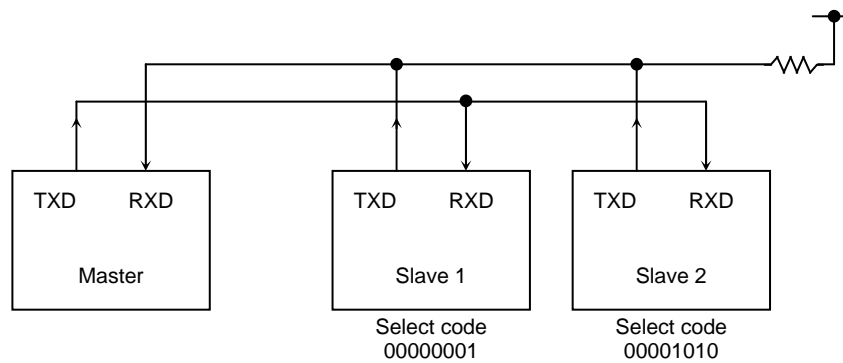 TXD RXD
Master
TXD RXD
Slave 1
Select code
00000001
TXD RXD
Slave 2
Select code
00001010